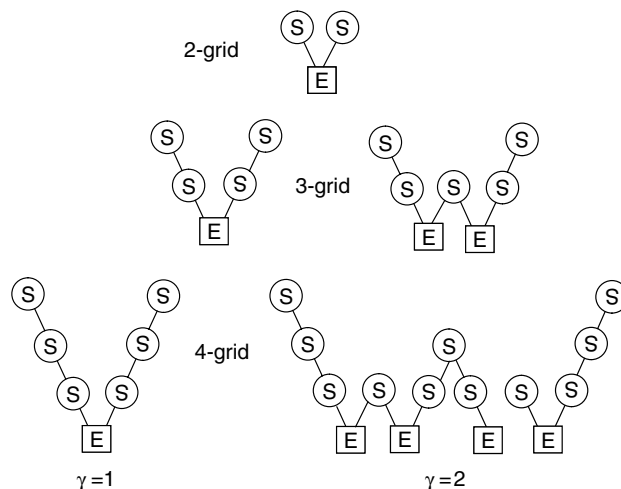 S S
2-grid
E
S S S S
S S 3-grid S S S
E E E
S S S S
S S 4-grid S S S
S S S S S S S S
E E E E E
γ=1 γ=2